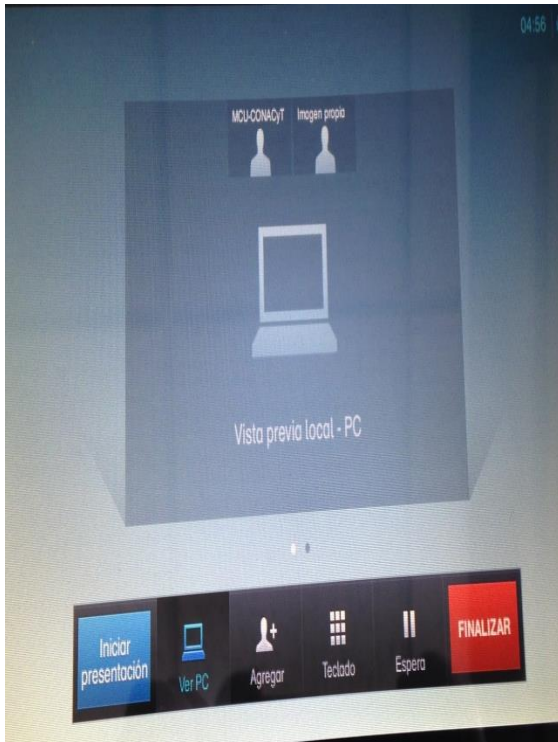 04:56
MCU-CONACyT
Imagen propia
Vista previa local - PC
Iniciar
presentación
Ver PC
Agregar
Teclado
Espera
FINALIZAR